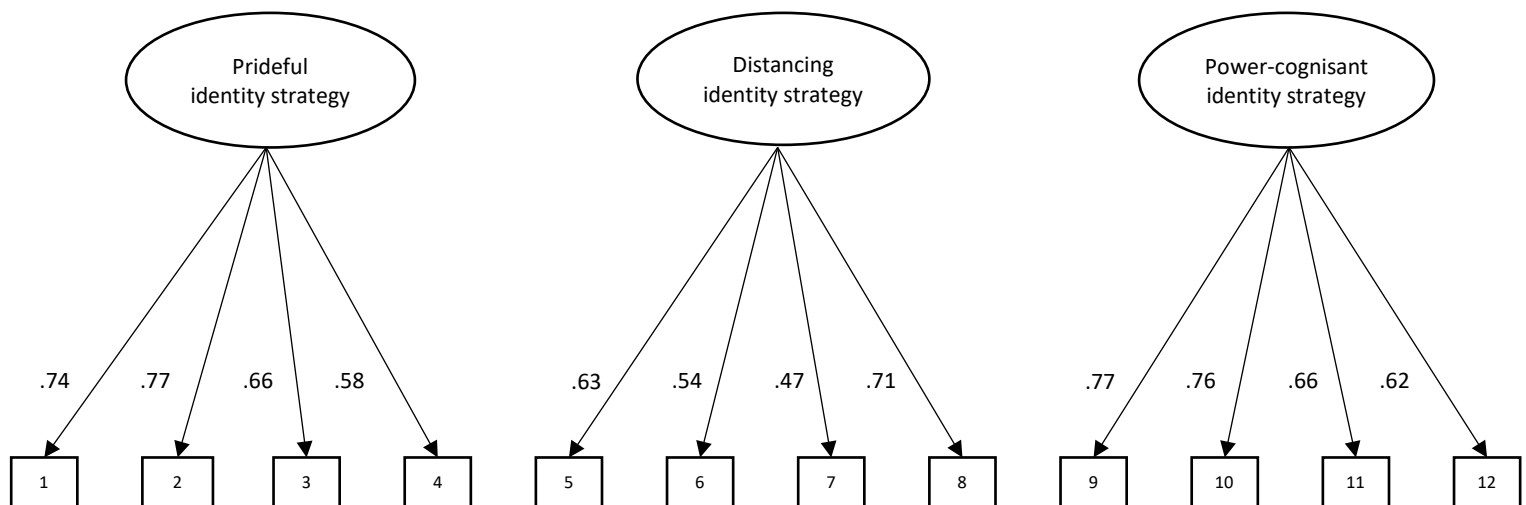 Prideful
identity strategy
Distancing
identity strategy
Power-cognisant
identity strategy
.74 .77 .66 .58 .63 .54 .47 .71 .77 .76 .66 .62
1 2 3 4 5 6 7 8 9 10 11 12